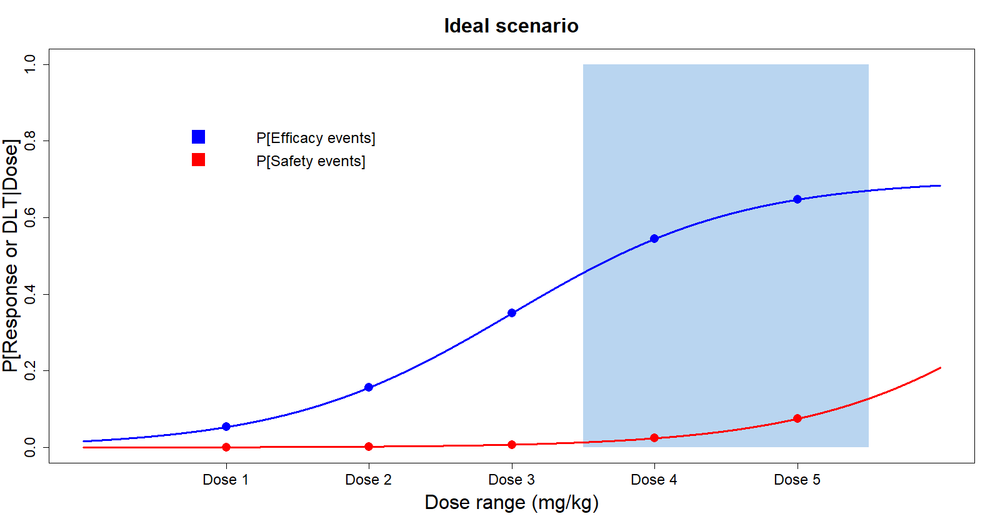 Ideal scenario
P[Response or DLT|Dose]
1.0
0.8
0.6
0.4
0.2
0.0
P[Efficacy events]
P[Safety events]
Dose 1
Dose 2
Dose 3
Dose 4
Dose 5
Dose range (mg/kg)